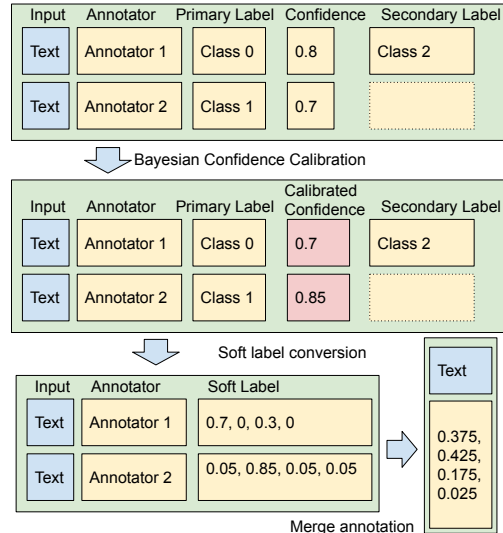 Input Annotator Primary Label Confidence Secondary Label
Text Annotator 1 Class 0 0.8 Class 2
Text Annotator 2 Class 1 0.7
Bayesian Confidence Calibration
Input Annotator Primary Label Calibrated Confidence Secondary Label
Text Annotator 1 Class 0 0.7 Class 2
Text Annotator 2 Class 1 0.85
Soft label conversion
Input Annotator Soft Label
Text Annotator 1 0.7, 0, 0.3, 0
Text Annotator 2 0.05, 0.85, 0.05, 0.05
Text
0.375,
0.425,
0.175,
0.025
Merge annotation